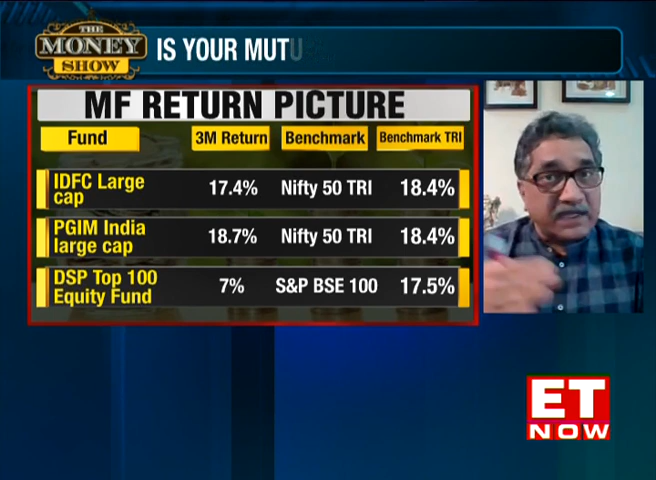 THE
MONEY
SHOW
IS YOUR MUTU
MF RETURN PICTURE
Fund 3M Return Benchmark Benchmark TRI
IDFC Large
cap 17.4% Nifty 50 TRI 18.4%
PGIM India
large cap 18.7% Nifty 50 TRI 18.4%
DSP Top 100
Equity Fund 7% S&P BSE 100 17.5%
ET
NOW